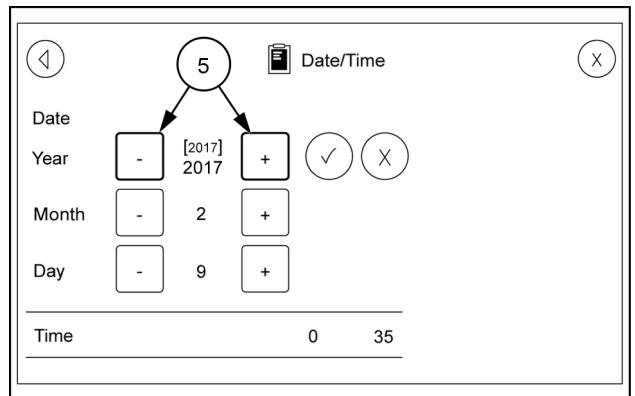 5
Date/Time
X
Date
Year - [2017] + X
2017
Month - 2 +
Day - 9 +
Time 0 35